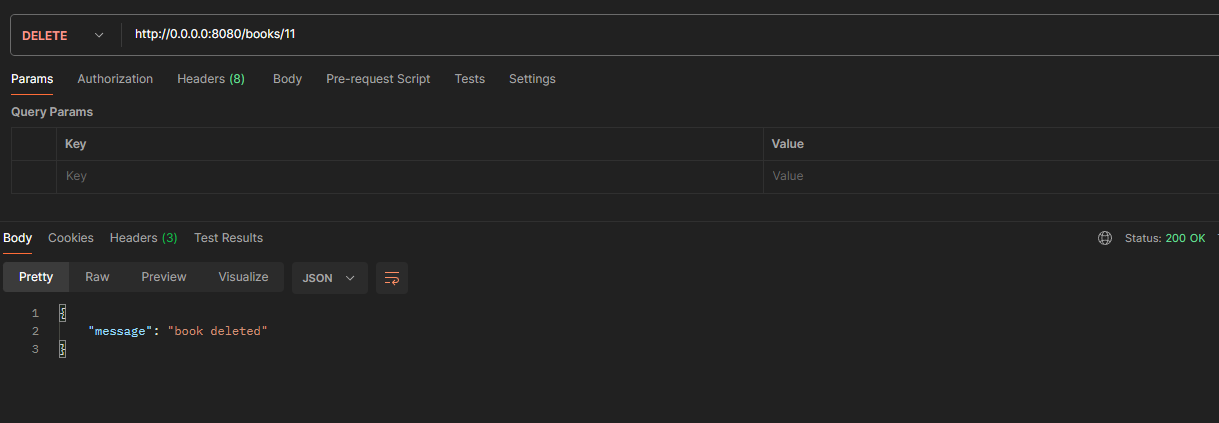 DELETE http://0.0.0.0:8080/books/11
Params Authorization Headers (8) Body Pre-request Script Tests Settings
Query Params
Key Value
Key Value
Body Cookies Headers (3) Test Results Status: 200 OK
Pretty Raw Preview Visualize JSON
1 {
2 "message": "book deleted"
3 }